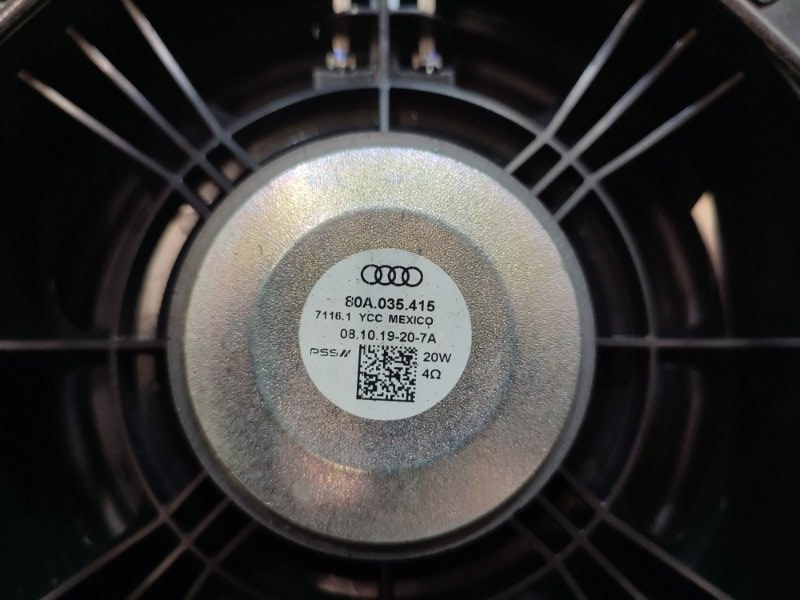 80A.035.415
7116.1 YCC MEXICO
08.10.19-20-7A
PSS 20W
4Ω